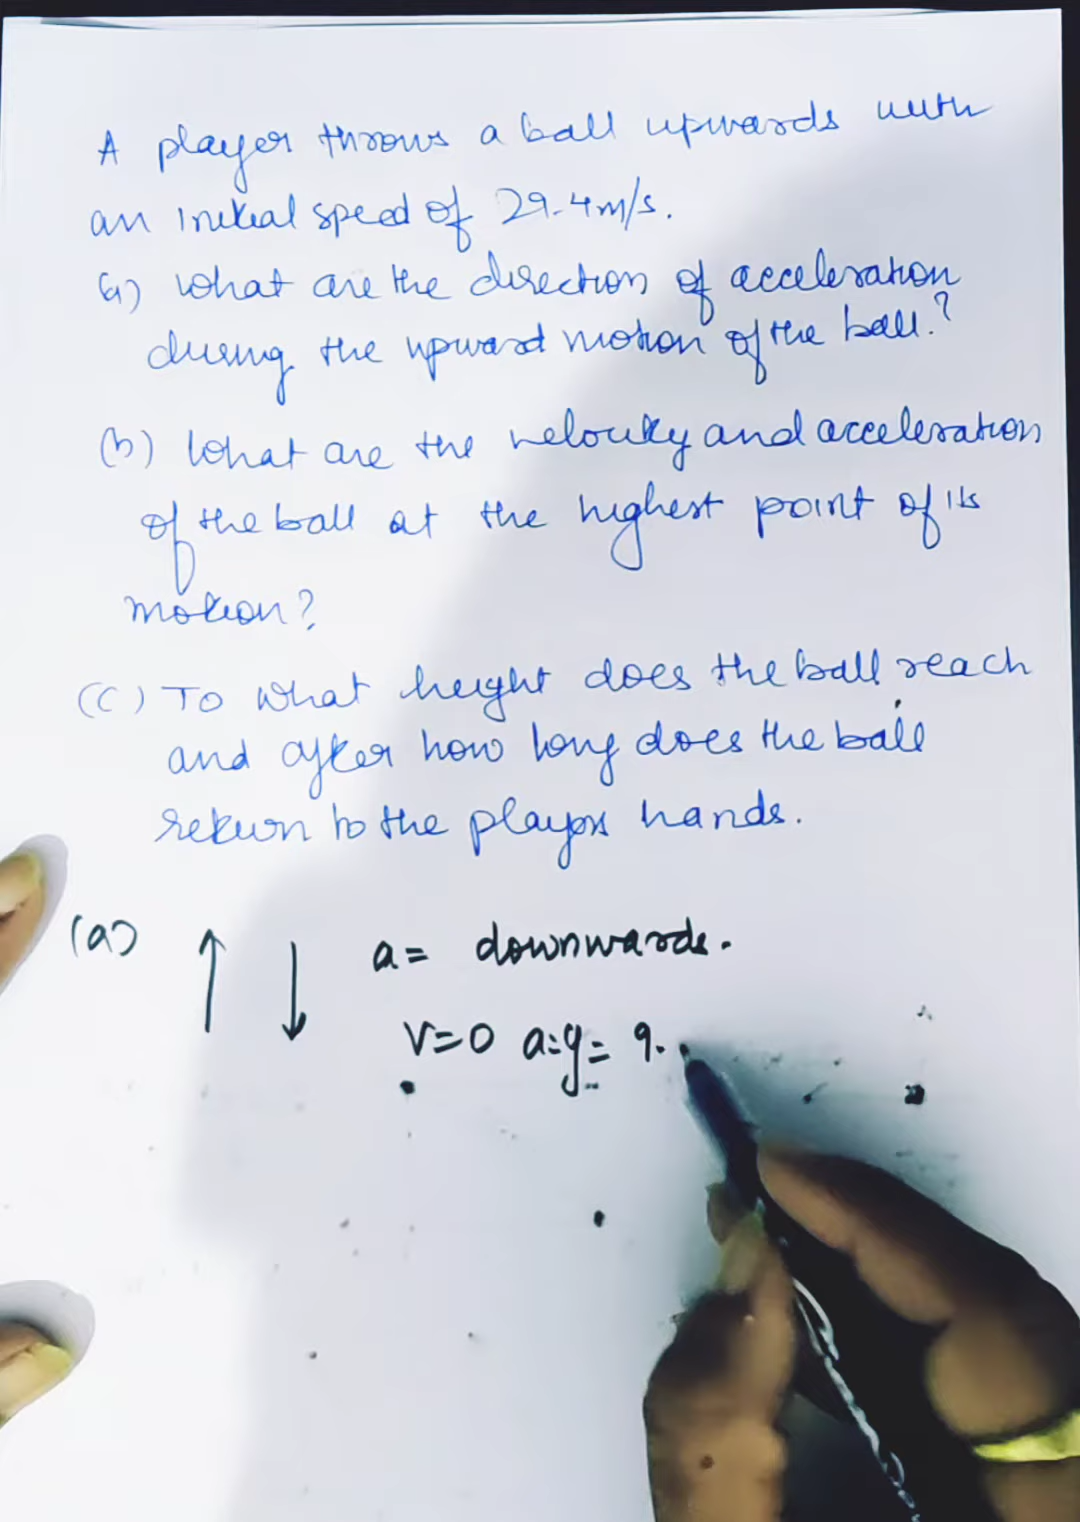 A player throws a ball upwards with
an initial speed of 29.4m/s.
(a) What are the direction of acceleration
during the upward motion of the ball.?
(b) What are the velocity and acceleration
of the ball at the highest point of its
motion?
(c) To what height does the ball reach
and after how long does the ball
return to the players hands.
(a) ↑ ↓ a= downwards.
v=0 a=g= 9.